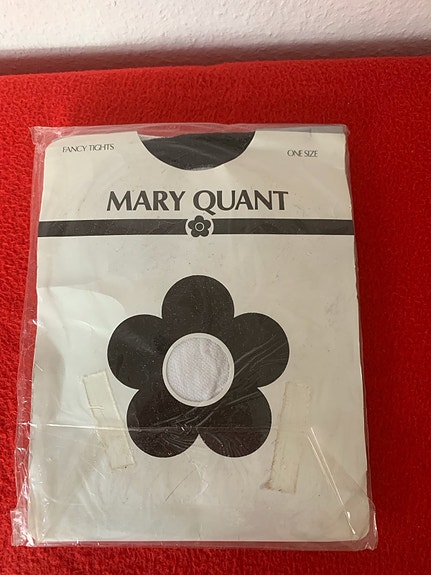 FANCY TIGHTS
ONE SIZE
MARY QUANT